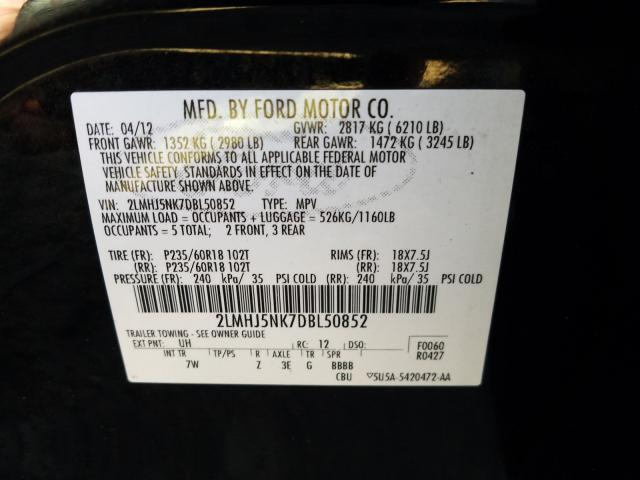 MFD. BY FORD MOTOR CO.
DATE: 04/12 GVWR: 2817 KG ( 6210 LB)
FRONT GAWR: 1352 KG ( 2980 LB) REAR GAWR: 1472 KG ( 3245 LB)
THIS VEHICLE CONFORMS TO ALL APPLICABLE FEDERAL MOTOR
VEHICLE SAFETY STANDARDS IN EFFECT ON THE DATE OF
MANUFACTURE SHOWN ABOVE.
VIN: 2LMHJ5NK7DBL50852 TYPE: MPV
MAXIMUM LOAD = OCCUPANTS + LUGGAGE = 526KG/1160LB
OCCUPANTS = 5 TOTAL; 2 FRONT, 3 REAR
TIRE (FR): P235/60R18 102T RIMS (FR): 18X7.5J
(RR): P235/60R18 102T (RR): 18X7.5J
PRESSURE (FR): 240 kPa/ 35 PSI COLD (RR): 240 kPa/ 35 PSI COLD
2LMHJ5NK7DBL50852
TRAILER TOWING - SEE OWNER GUIDE
EXT PNT: UH RC: 12 DSO: F0060
INT TR TP/PS R AXLE TR SPR R0427
7W Z 3E G BBBB
CBU ▽5U5A-5420472-AA